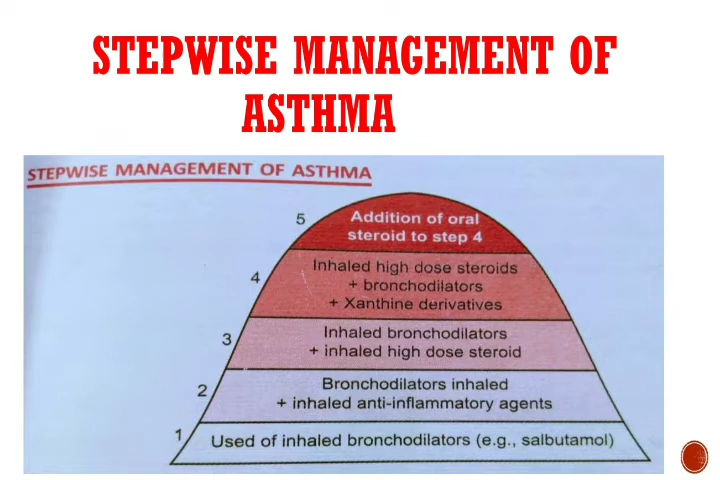 STEPWISE MANAGEMENT OF
ASTHMA
STEPWISE MANAGEMENT OF ASTHMA
5
Addition of oral
steroid to step 4
4
Inhaled high dose steroids
+ bronchodilators
+ Xanthine derivatives
3
Inhaled bronchodilators
+ inhaled high dose steroid
2
Bronchodilators inhaled
+ inhaled anti-inflammatory agents
1
Used of inhaled bronchodilators (e.g., salbutamol)